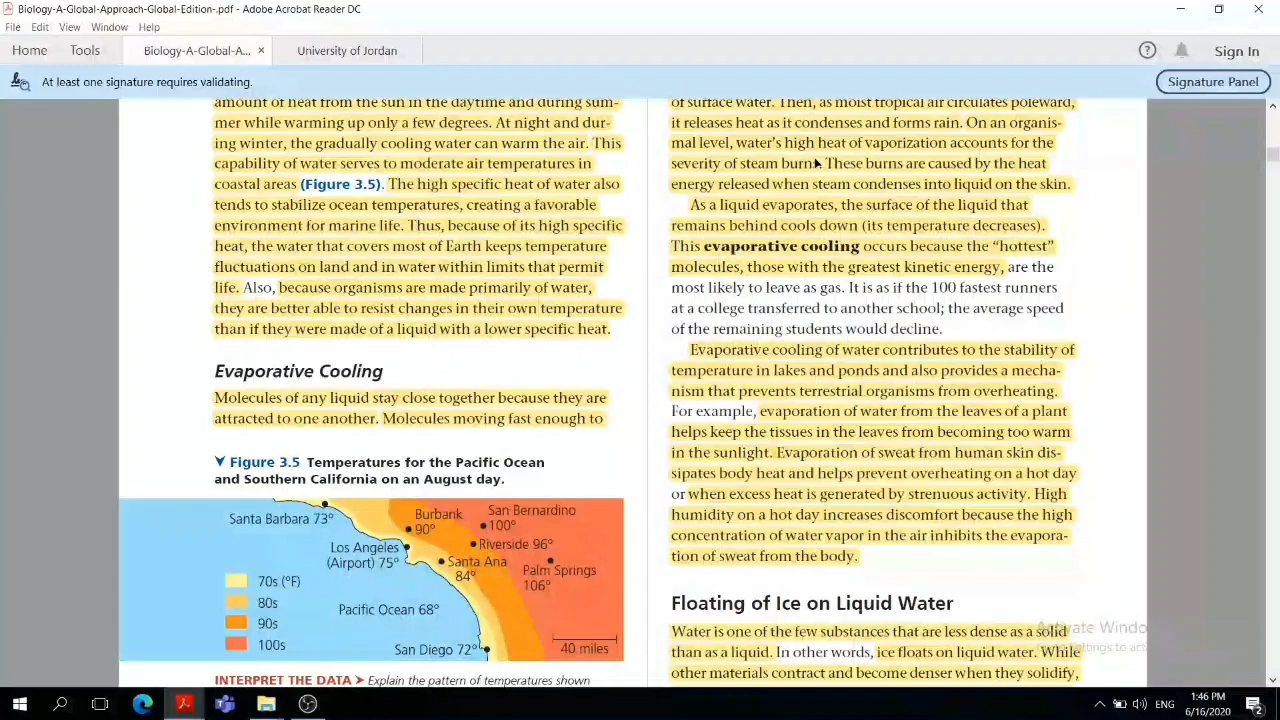 Biology-A-Global-Approach-Global-Edition-.pdf - Adobe Acrobat Reader DC
File Edit View Window Help
Home Tools Biology-A-Global-A... × University of Jordan Sign In
At least one signature requires validating. Signature Panel
amount of heat from the sun in the daytime and during sum-
mer while warming up only a few degrees. At night and dur-
ing winter, the gradually cooling water can warm the air. This
capability of water serves to moderate air temperatures in
coastal areas (Figure 3.5). The high specific heat of water also
tends to stabilize ocean temperatures, creating a favorable
environment for marine life. Thus, because of its high specific
heat, the water that covers most of Earth keeps temperature
fluctuations on land and in water within limits that permit
life. Also, because organisms are made primarily of water,
they are better able to resist changes in their own temperature
than if they were made of a liquid with a lower specific heat.
Evaporative Cooling
Molecules of any liquid stay close together because they are
attracted to one another. Molecules moving fast enough to
Figure 3.5 Temperatures for the Pacific Ocean
and Southern California on an August day.
Santa Barbara 73°
Burbank
90°
San Bernardino
100°
Los Angeles
(Airport) 75°
Riverside 96°
Santa Ana
84°
Palm Springs
106°
70s (°F)
80s
90s
100s
Pacific Ocean 68°
San Diego 72°
40 miles
INTERPRET THE DATA ➤ Explain the pattern of temperatures shown
of surface water. Then, as moist tropical air circulates poleward,
it releases heat as it condenses and forms rain. On an organis-
mal level, water's high heat of vaporization accounts for the
severity of steam burns. These burns are caused by the heat
energy released when steam condenses into liquid on the skin.
As a liquid evaporates, the surface of the liquid that
remains behind cools down (its temperature decreases).
This evaporative cooling occurs because the "hottest"
molecules, those with the greatest kinetic energy, are the
most likely to leave as gas. It is as if the 100 fastest runners
at a college transferred to another school; the average speed
of the remaining students would decline.
Evaporative cooling of water contributes to the stability of
temperature in lakes and ponds and also provides a mecha-
nism that prevents terrestrial organisms from overheating.
For example, evaporation of water from the leaves of a plant
helps keep the tissues in the leaves from becoming too warm
in the sunlight. Evaporation of sweat from human skin dis-
sipates body heat and helps prevent overheating on a hot day
or when excess heat is generated by strenuous activity. High
humidity on a hot day increases discomfort because the high
concentration of water vapor in the air inhibits the evapora-
tion of sweat from the body.
Floating of Ice on Liquid Water
Water is one of the few substances that are less dense as a solid
than as a liquid. In other words, ice floats on liquid water. While
other materials contract and become denser when they solidify,
Activate Windo
1:46 PM
6/16/2020
2